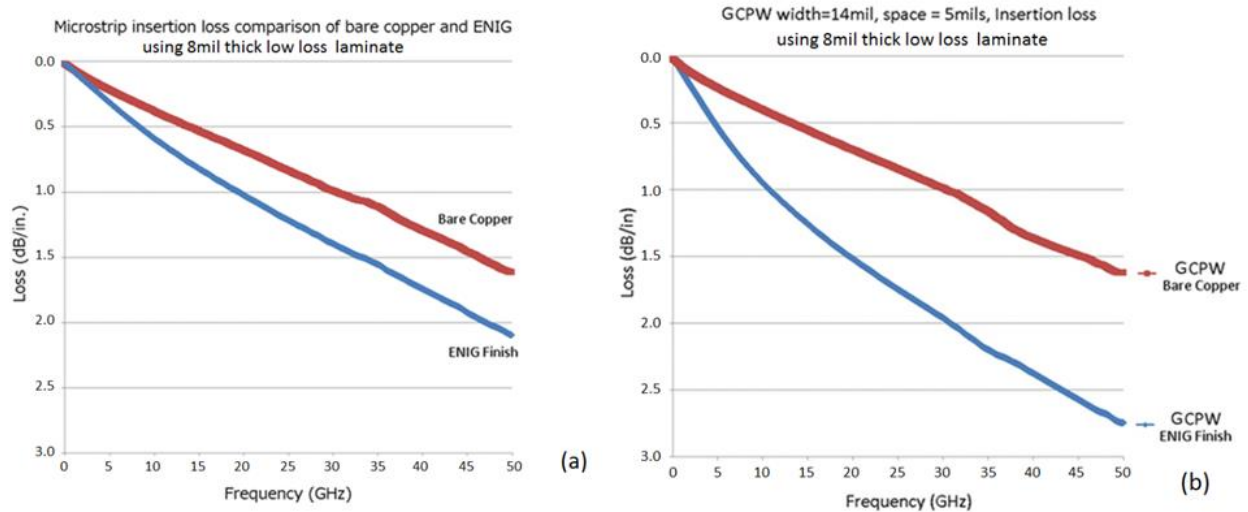 Microstrip insertion loss comparison of bare copper and ENIG
using 8mil thick low loss laminate
0.0
0.5
1.0
1.5
2.0
2.5
3.0
Loss (dB/in.)
Bare Copper
ENIG Finish
0 5 10 15 20 25 30 35 40 45 50
Frequency (GHz)
(a)
GCPW width=14mil, space = 5mils, Insertion loss
using 8mil thick low loss laminate
0.0
0.5
1.0
1.5
2.0
2.5
3.0
Loss (dB/in)
GCPW
Bare Copper
GCPW
ENIG Finish
0 5 10 15 20 25 30 35 40 45 50
Frequency (GHz)
(b)